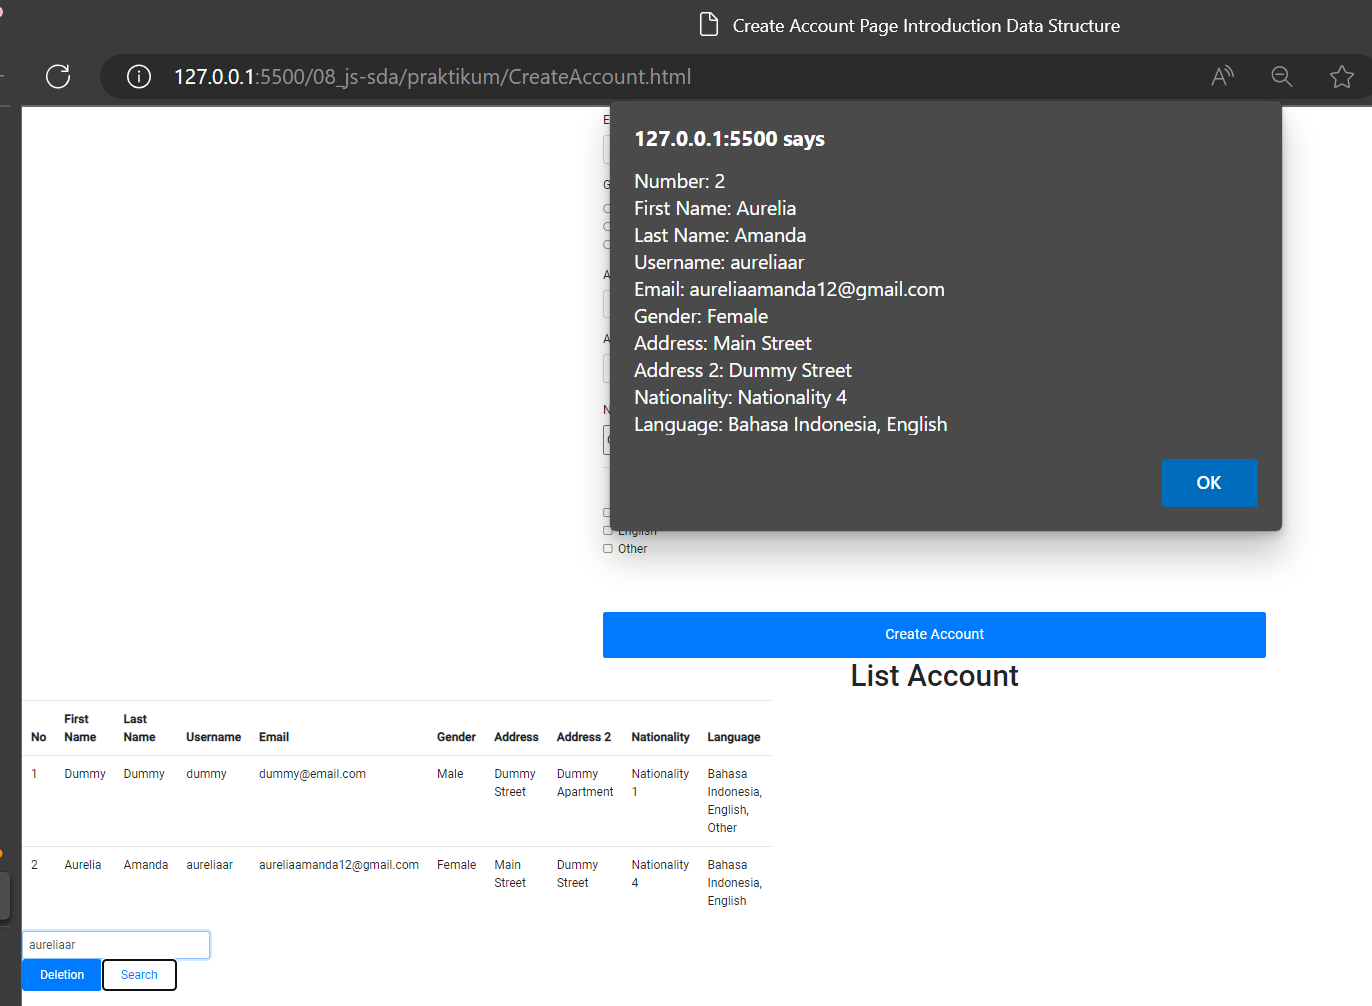 Create Account Page Introduction Data Structure
127.0.0.1:5500/08_js-sda/praktikum/CreateAccount.html
127.0.0.1:5500 says
Number: 2
First Name: Aurelia
Last Name: Amanda
Username: aureliaar
Email: aureliaamanda12@gmail.com
Gender: Female
Address: Main Street
Address 2: Dummy Street
Nationality: Nationality 4
Language: Bahasa Indonesia, English
OK
English
Other
Create Account
List Account
No First Name Last Name Username Email Gender Address Address 2 Nationality Language
1 Dummy Dummy dummy dummy@email.com Male Dummy Street Dummy Apartment Nationality 1 Bahasa Indonesia, English, Other
2 Aurelia Amanda aureliaar aureliaamanda12@gmail.com Female Main Street Dummy Street Nationality 4 Bahasa Indonesia, English
aureliaar
Deletion Search